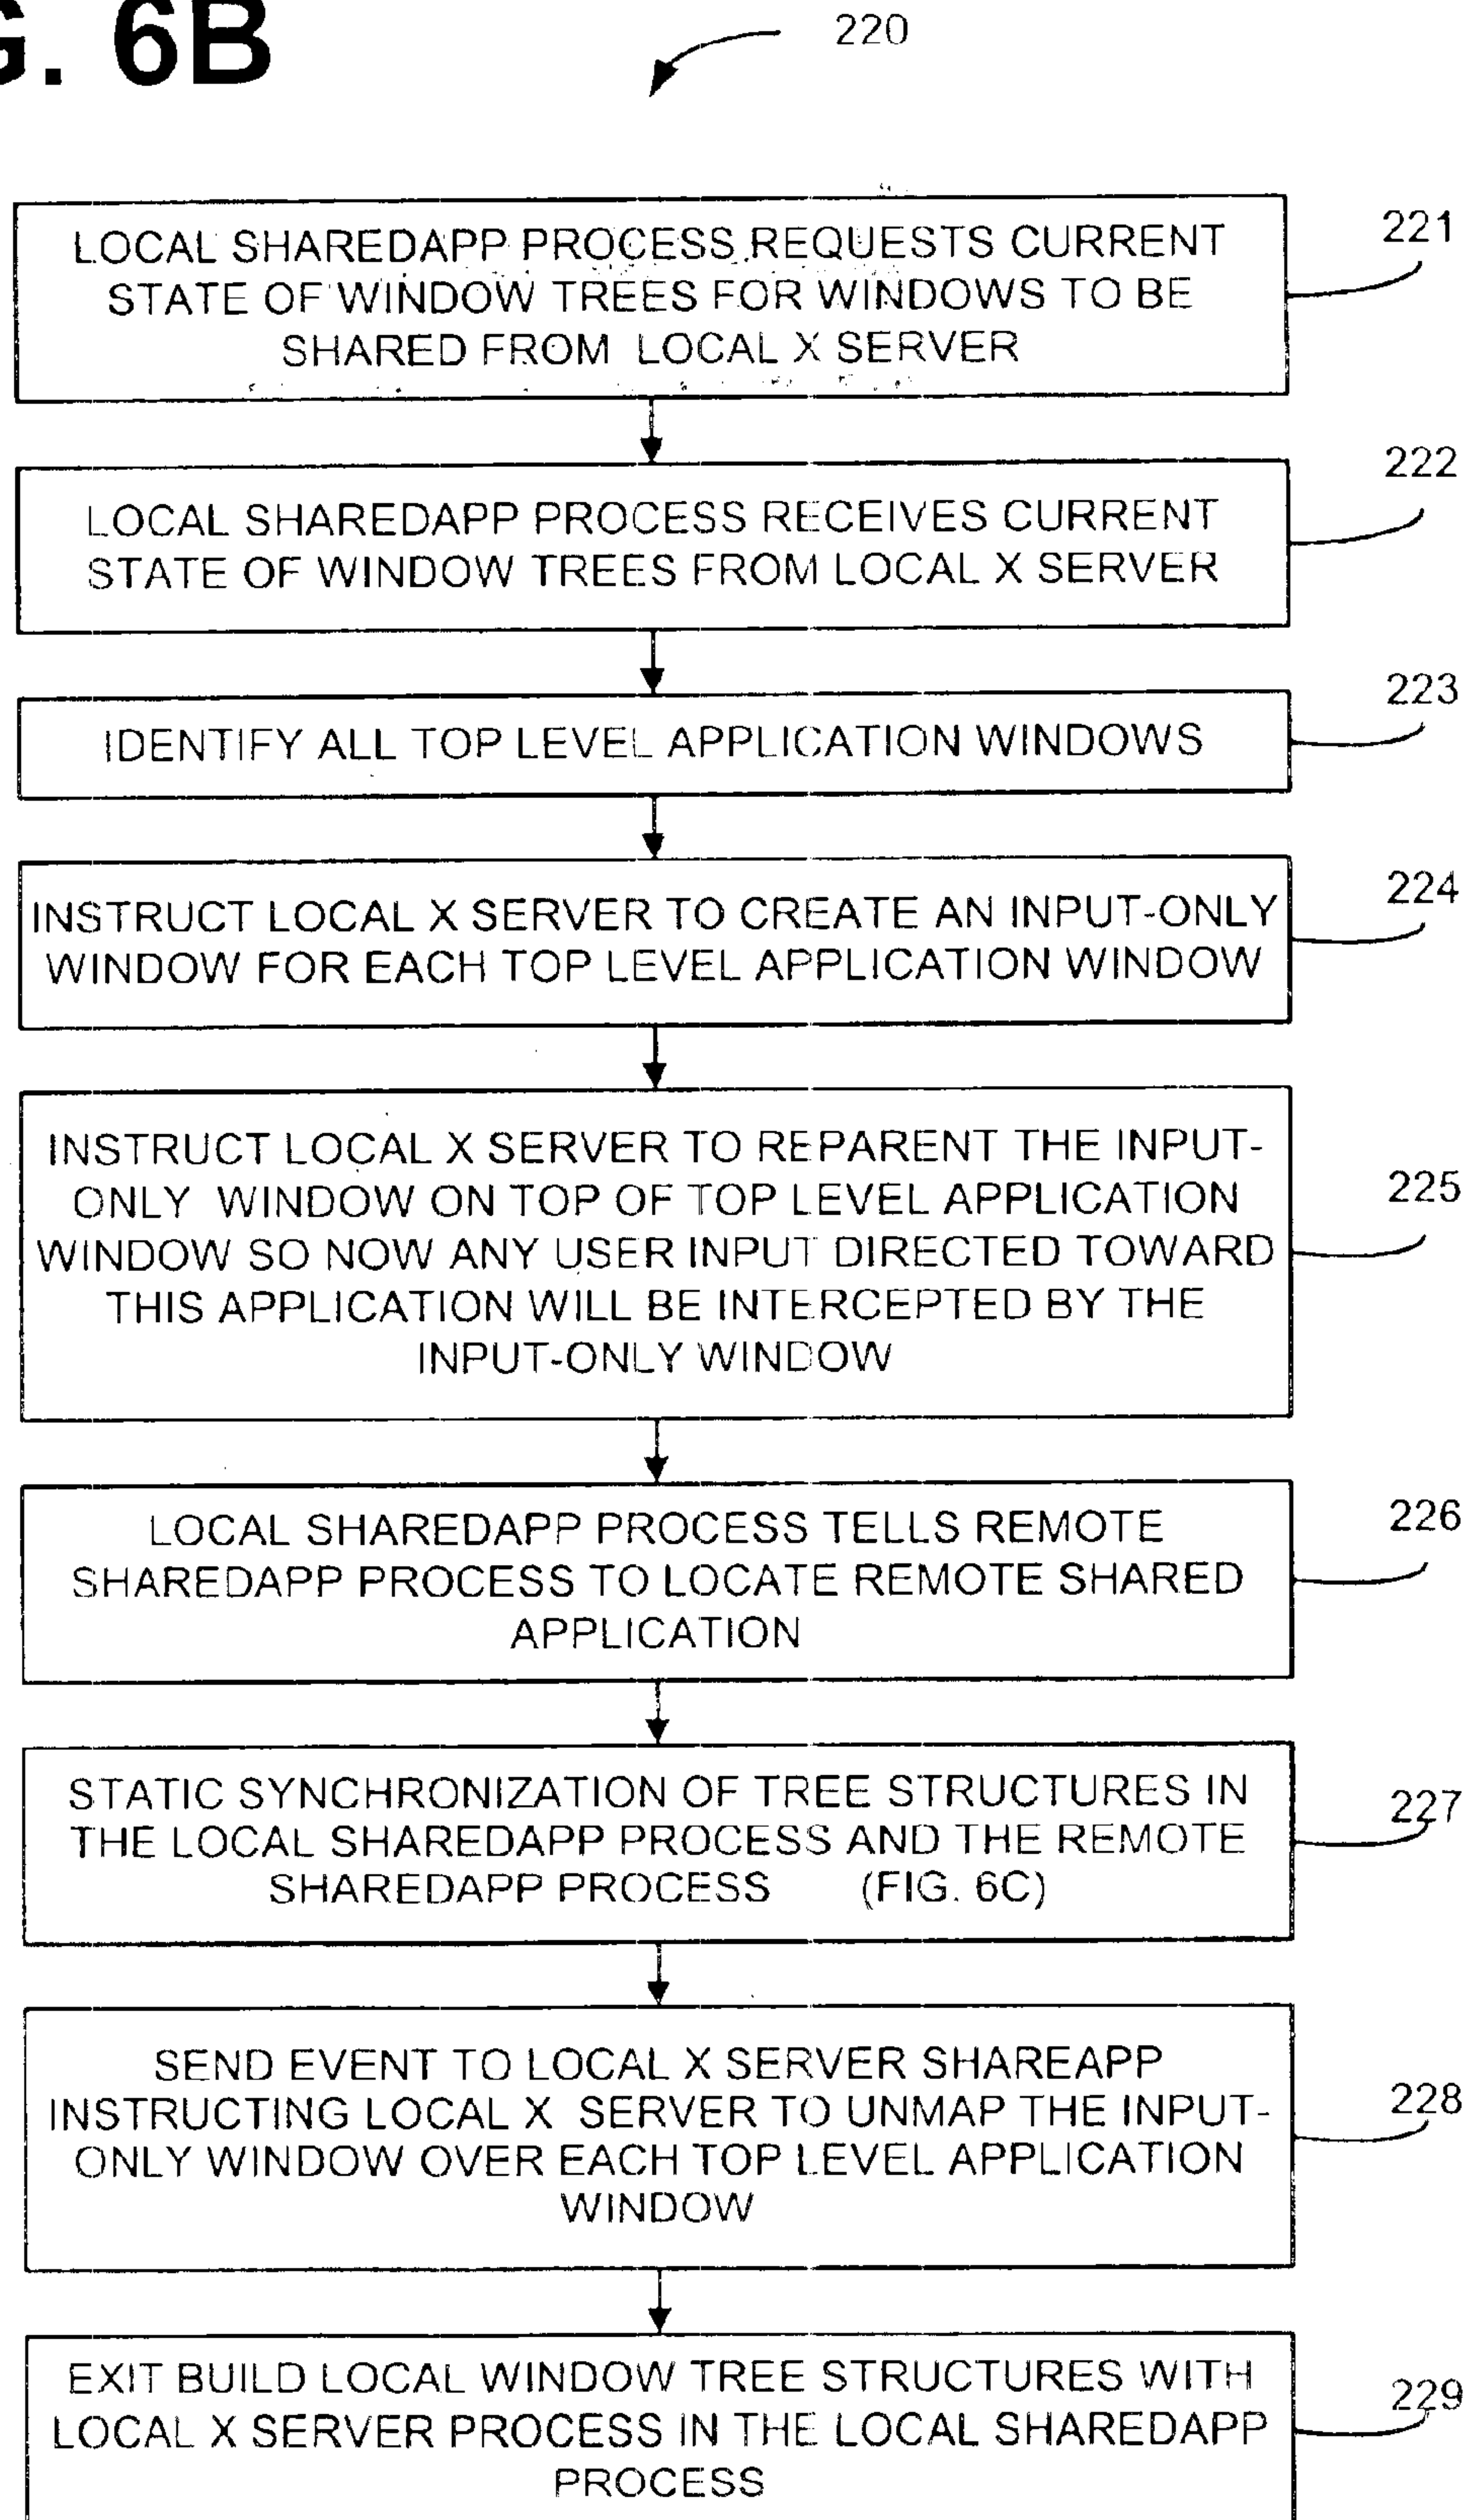 G. 6B
220
LOCAL SHAREDAPP PROCESS REQUESTS CURRENT
STATE OF WINDOW TREES FOR WINDOWS TO BE
SHARED FROM LOCAL X SERVER
221
LOCAL SHAREDAPP PROCESS RECEIVES CURRENT
STATE OF WINDOW TREES FROM LOCAL X SERVER
222
IDENTIFY ALL TOP LEVEL APPLICATION WINDOWS
223
INSTRUCT LOCAL X SERVER TO CREATE AN INPUT-ONLY
WINDOW FOR EACH TOP LEVEL APPLICATION WINDOW
224
INSTRUCT LOCAL X SERVER TO REPARENT THE INPUT-
ONLY WINDOW ON TOP OF TOP LEVEL APPLICATION
WINDOW SO NOW ANY USER INPUT DIRECTED TOWARD
THIS APPLICATION WILL BE INTERCEPTED BY THE
INPUT-ONLY WINDOW
225
LOCAL SHAREDAPP PROCESS TELLS REMOTE
SHAREDAPP PROCESS TO LOCATE REMOTE SHARED
APPLICATION
226
STATIC SYNCHRONIZATION OF TREE STRUCTURES IN
THE LOCAL SHAREDAPP PROCESS AND THE REMOTE
SHAREDAPP PROCESS (FIG. 6C)
227
SEND EVENT TO LOCAL X SERVER SHAREAPP
INSTRUCTING LOCAL X SERVER TO UNMAP THE INPUT-
ONLY WINDOW OVER EACH TOP LEVEL APPLICATION
WINDOW
228
EXIT BUILD LOCAL WINDOW TREE STRUCTURES WITH
LOCAL X SERVER PROCESS IN THE LOCAL SHAREDAPP
PROCESS
229